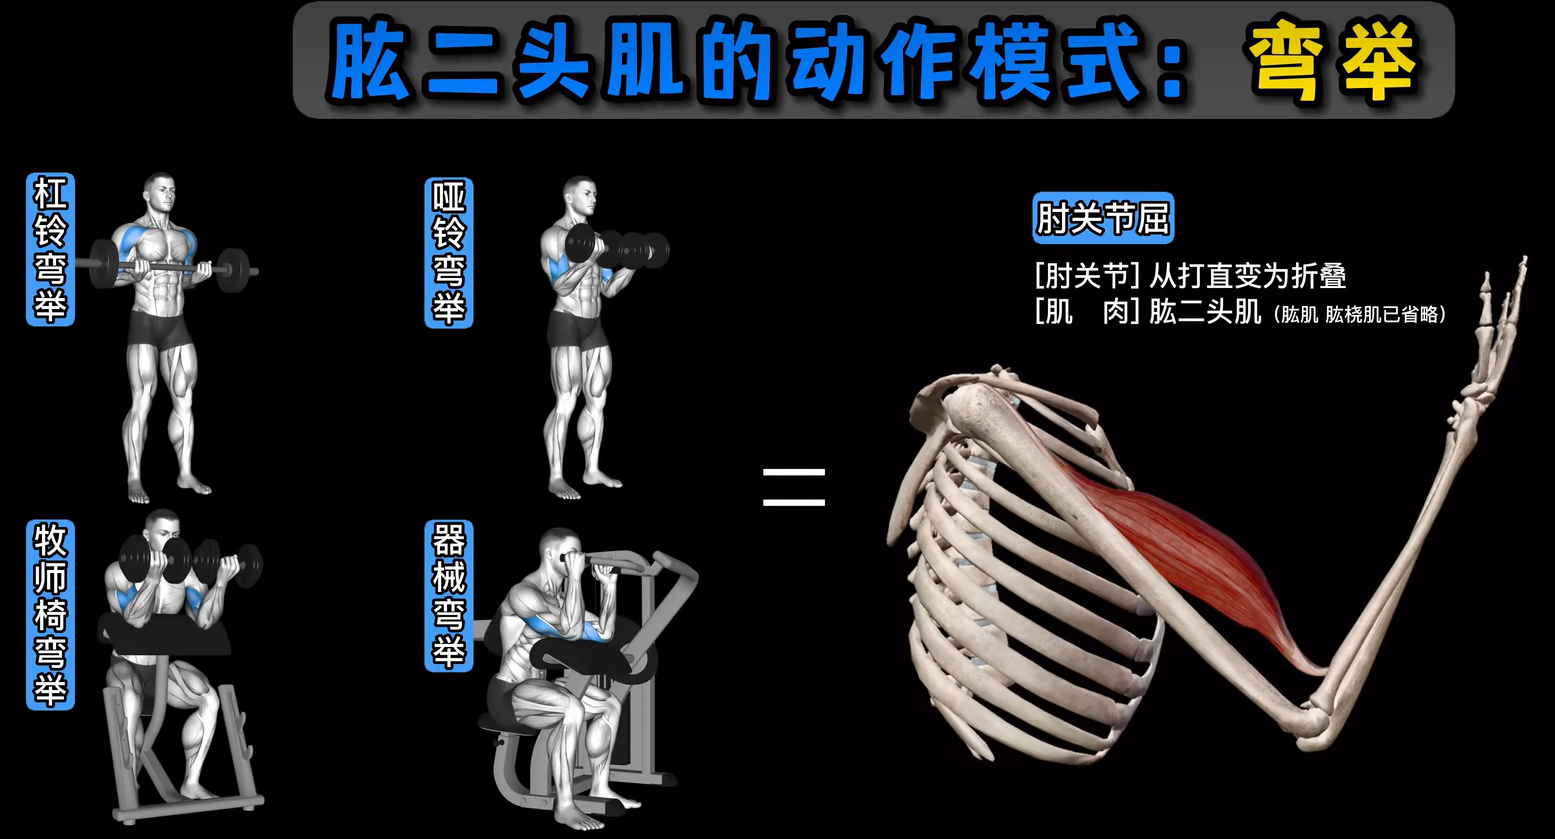 肱二头肌的动作模式：弯举
杠铃弯举
哑铃弯举
牧师椅弯举
器械弯举
=
肘关节屈
[肘关节] 从打直变为折叠
[肌 肉] 肱二头肌（肱肌 肱桡肌已省略）